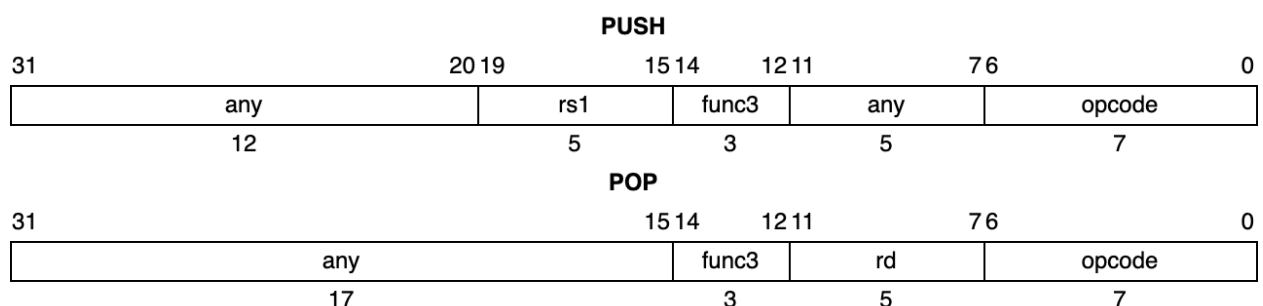 PUSH
31 20 19 15 14 12 11 7 6 0
any rs1 func3 any opcode
12 5 3 5 7
POP
31 15 14 12 11 7 6 0
any func3 rd opcode
17 3 5 7